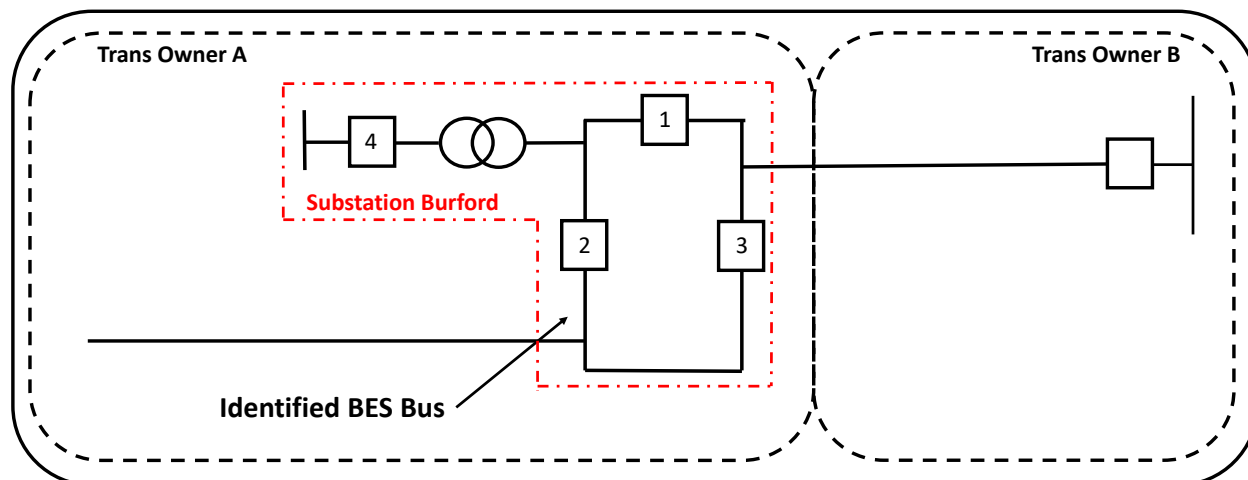 Trans Owner A
Trans Owner B
1
4
Substation Burford
2
3
Identified BES Bus